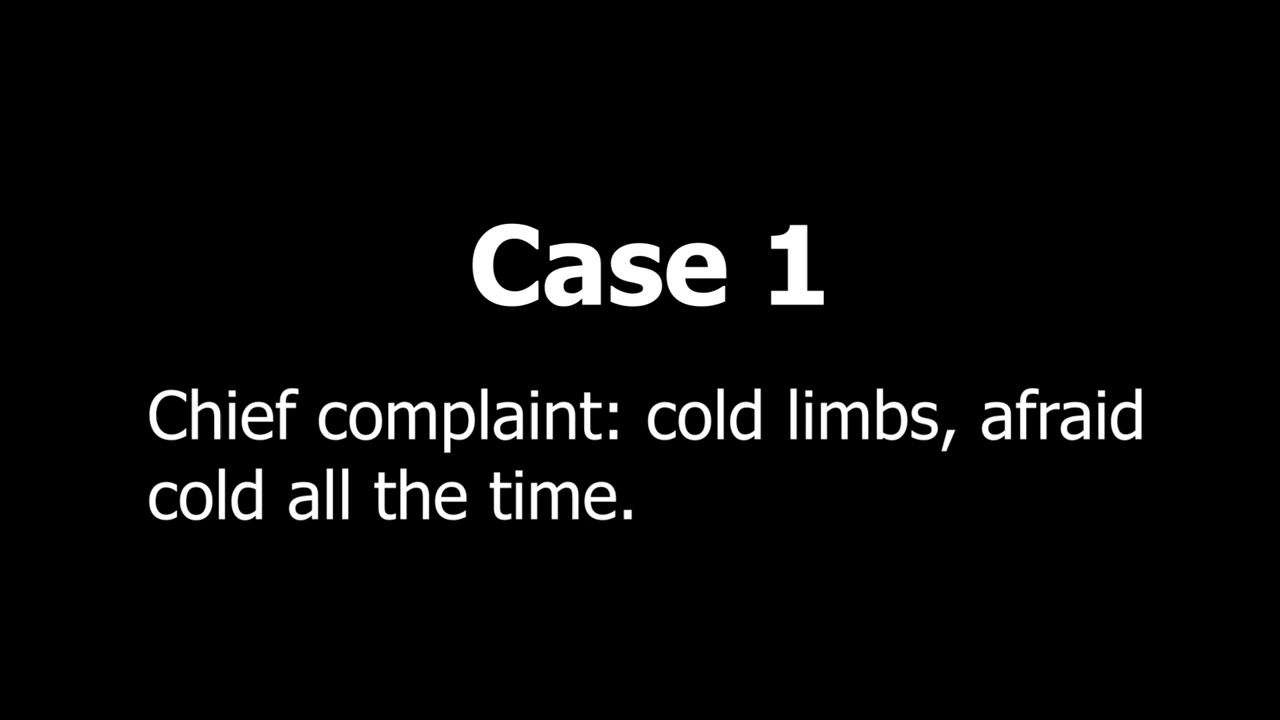 Case 1
Chief complaint: cold limbs, afraid
cold all the time.